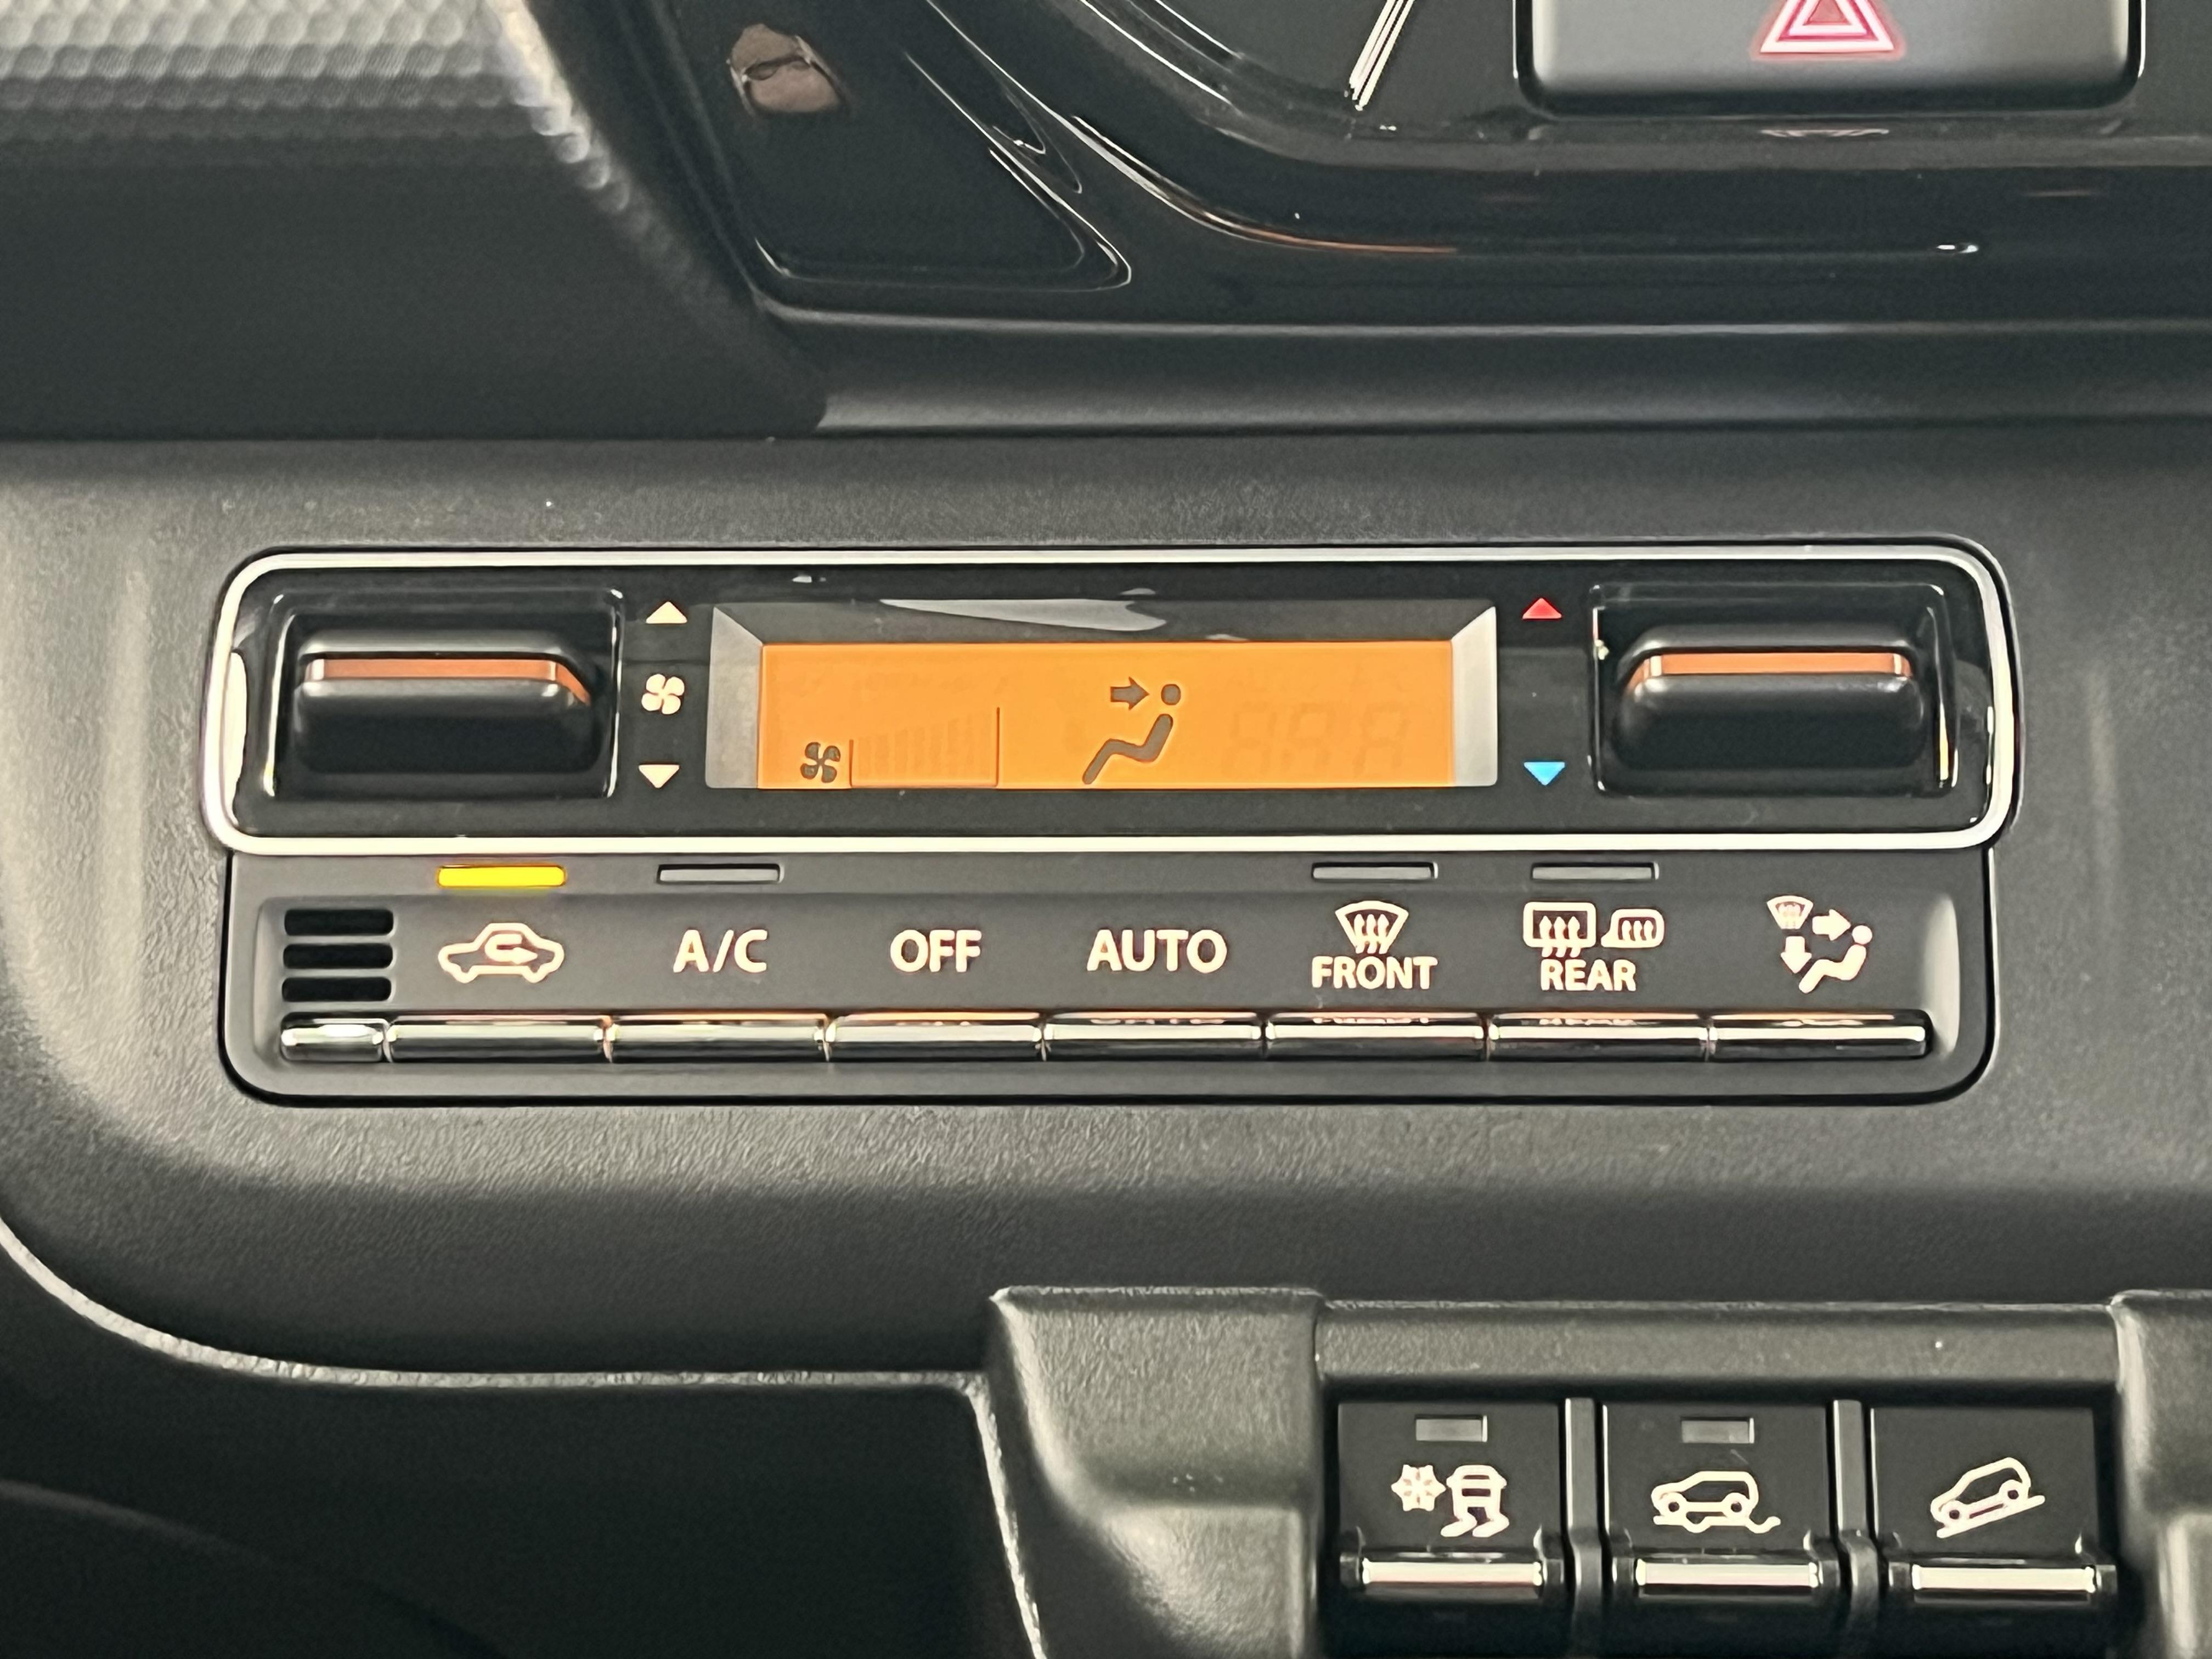 A/C
OFF
AUTO
FRONT
REAR